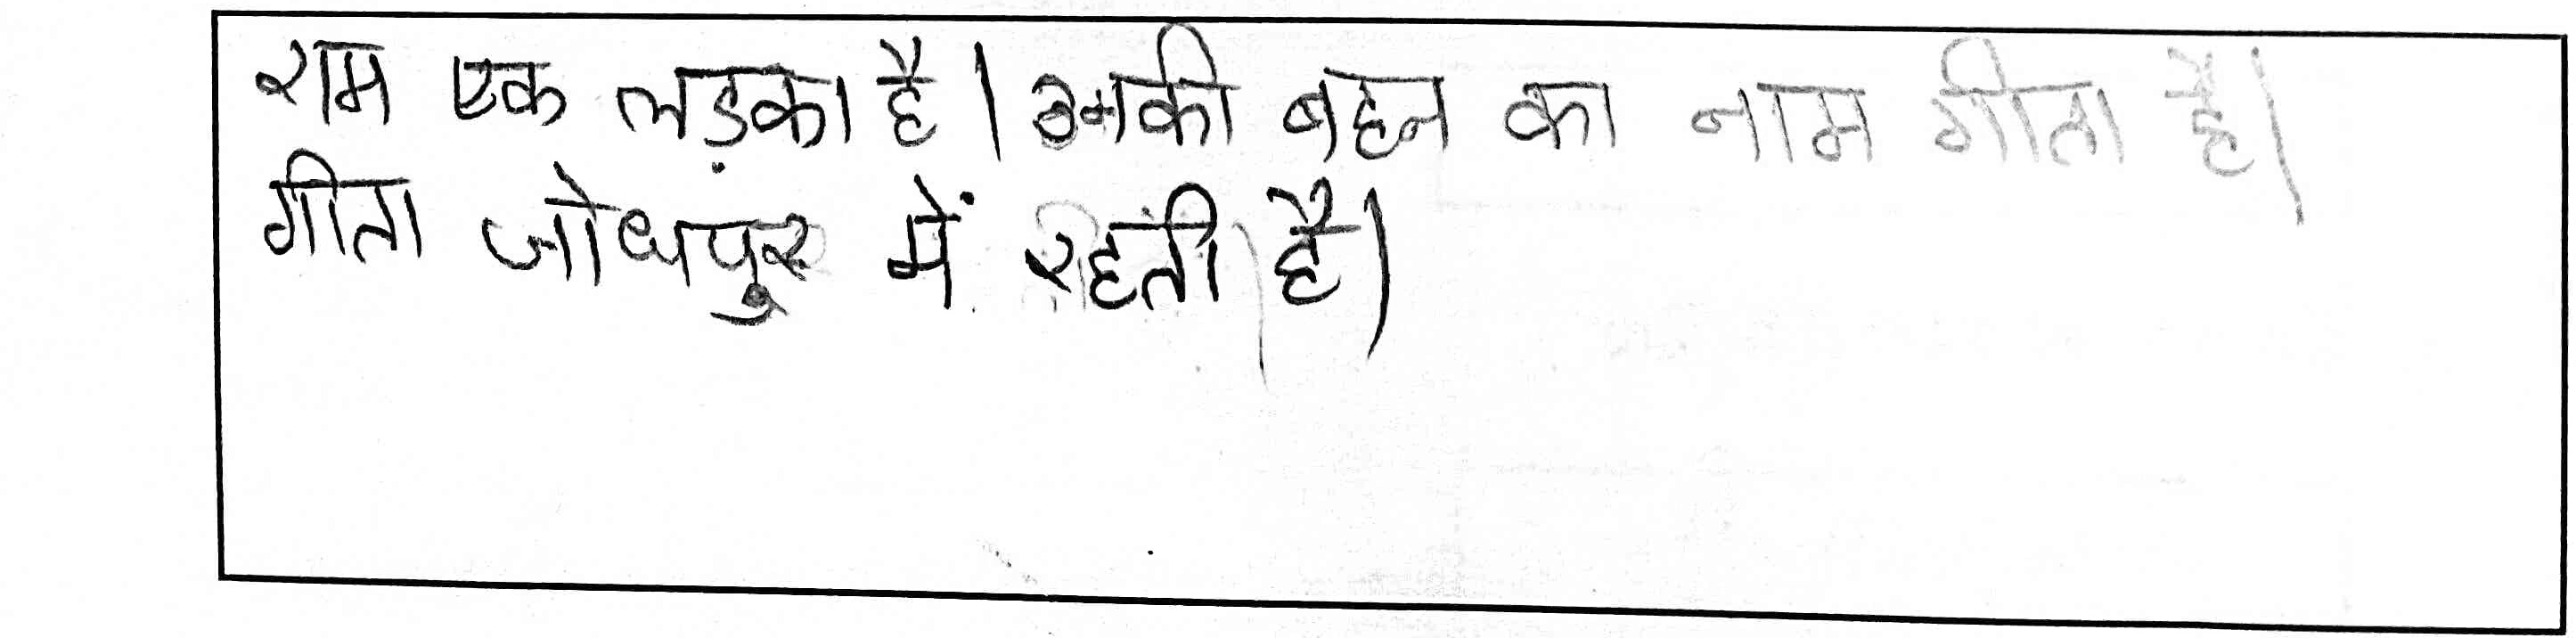 राम एक लड़का है। उसकी बहन का नाम गीता है।
गीता जोधपुर में रहती है।